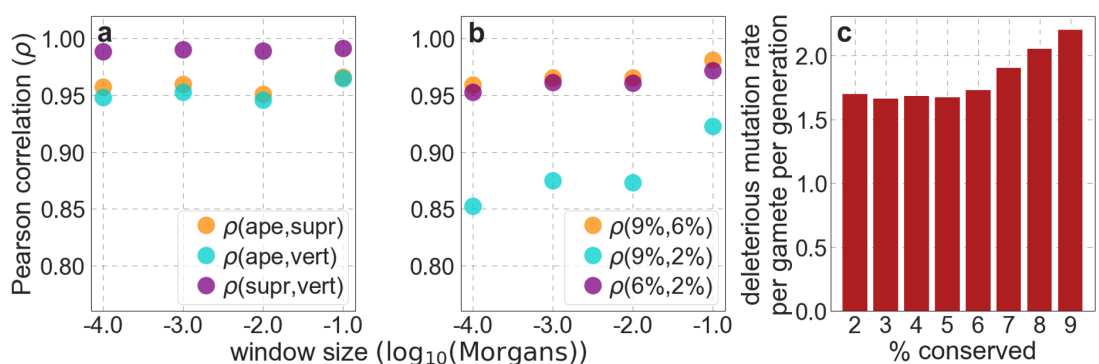 a
b
c
Pearson correlation (ρ)
1.00
0.95
0.90
0.85
0.80
ρ(ape,supr)
ρ(ape,vert)
ρ(supr,vert)
-4.0 -3.0 -2.0 -1.0
1.00
0.95
0.90
0.85
0.80
ρ(9%,6%)
ρ(9%,2%)
ρ(6%,2%)
-4.0 -3.0 -2.0 -1.0
window size (log10(Morgans))
deleterious mutation rate
per gamete per generation
2.0
1.5
1.0
0.5
0.0
2 3 4 5 6 7 8 9
% conserved